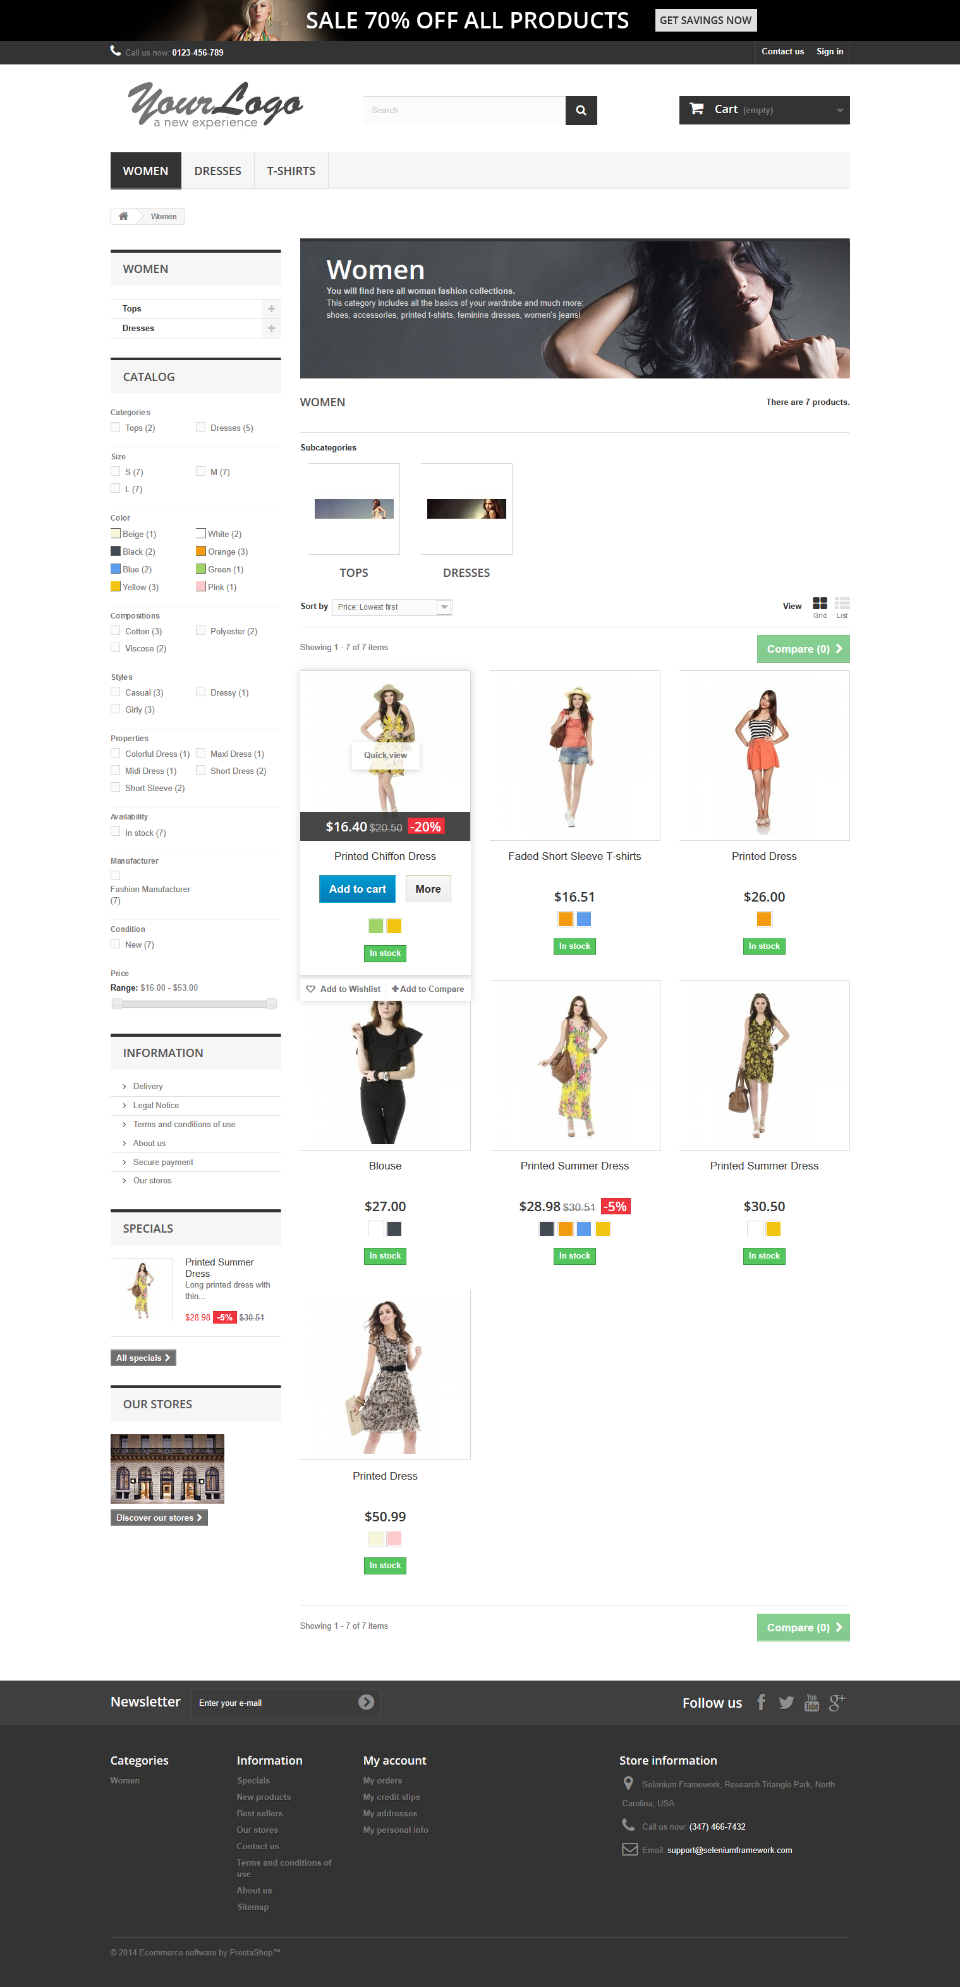 SALE 70% OFF ALL PRODUCTS
GET SAVINGS NOW
Call us now: 0123-456-789
Contact us
Sign in
YourLogo
a new experience
Search
Cart (empty)
WOMEN
DRESSES
T-SHIRTS
Women
WOMEN
Tops
Dresses
CATALOG
Categories
Tops (2)
Dresses (5)
Size
S (7)
M (7)
L (7)
Color
Beige (1)
White (2)
Black (2)
Orange (3)
Blue (2)
Green (1)
Yellow (3)
Pink (1)
Compositions
Cotton (3)
Polyester (2)
Viscose (2)
Styles
Casual (3)
Dressy (1)
Girly (3)
Properties
Colorful Dress (1)
Maxi Dress (1)
Midi Dress (1)
Short Dress (2)
Short Sleeve (2)
Availability
In stock (7)
Manufacturer
Fashion Manufacturer
(7)
Condition
New (7)
Price
Range: $16.00 - $53.00
INFORMATION
Delivery
Legal Notice
Terms and conditions of use
About us
Secure payment
Our stores
SPECIALS
Printed Summer
Dress
Long printed dress with
thin...
$28.98 -5% $30.51
All specials
OUR STORES
Discover our stores
Women
You will find here all woman fashion collections.
This category includes all the basics of your wardrobe and much more:
shoes, accessories, printed t-shirts, feminine dresses, women's jeans!
WOMEN
There are 7 products.
Subcategories
TOPS
DRESSES
Sort by
Price: Lowest first
View
Grid
List
Showing 1 - 7 of 7 items
Compare (0)
Quick view
$16.40 $20.50 -20%
Printed Chiffon Dress
Add to cart
More
In stock
Add to Wishlist
Add to Compare
Faded Short Sleeve T-shirts
$16.51
In stock
Printed Dress
$26.00
In stock
Blouse
$27.00
In stock
Printed Summer Dress
$28.98 $30.51 -5%
In stock
Printed Summer Dress
$30.50
In stock
Printed Dress
$50.99
In stock
Showing 1 - 7 of 7 items
Compare (0)
Newsletter
Enter your e-mail
Follow us
Categories
Women
Information
Specials
New products
Best sellers
Our stores
Contact us
Terms and conditions of
use
About us
Sitemap
My account
My orders
My credit slips
My addresses
My personal info
Store information
Selenium Framework, Research Triangle Park, North
Carolina, USA
Call us now: (347) 466-7432
Email: support@seleniumframework.com
© 2014 Ecommerce software by PrestaShop™